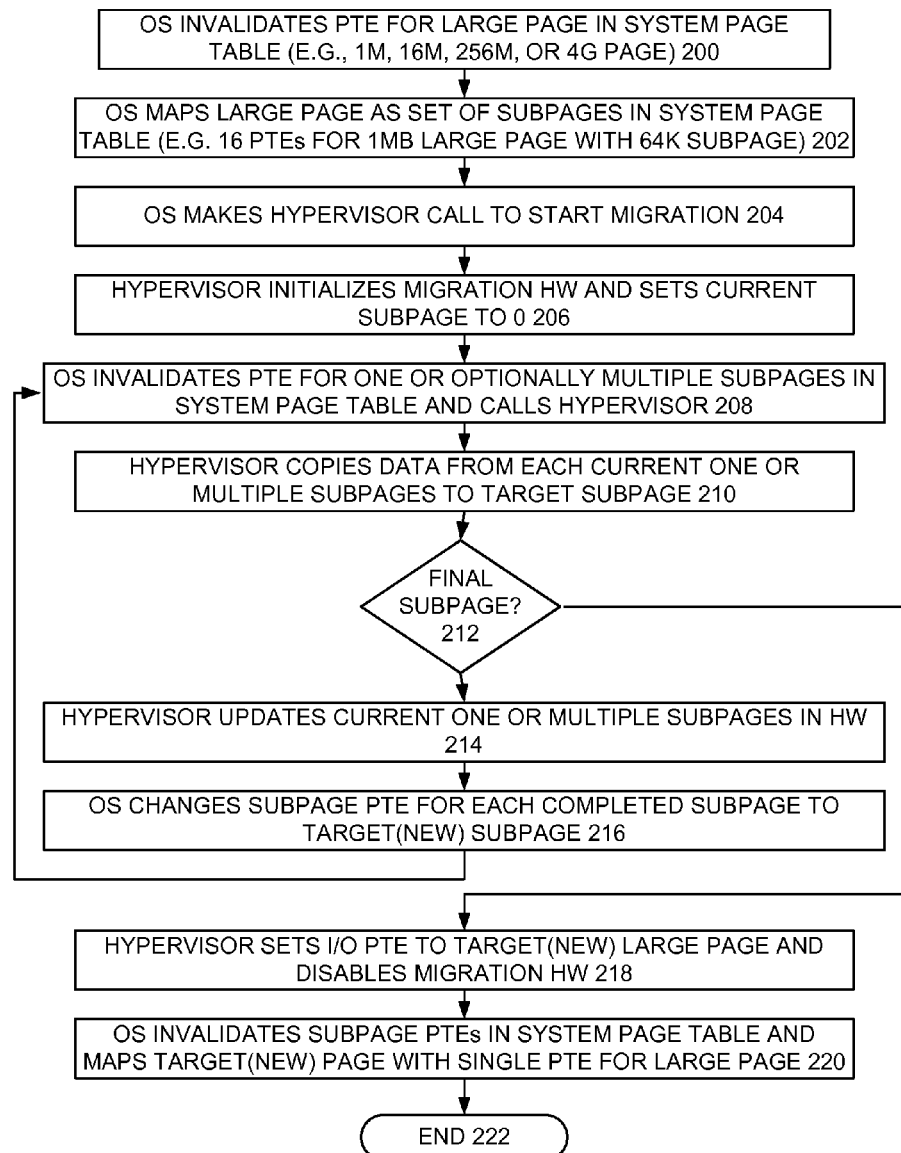 OS INVALIDATES PTE FOR LARGE PAGE IN SYSTEM PAGE
TABLE (E.G., 1M, 16M, 256M, OR 4G PAGE) 200
OS MAPS LARGE PAGE AS SET OF SUBPAGES IN SYSTEM PAGE
TABLE (E.G. 16 PTEs FOR 1MB LARGE PAGE WITH 64K SUBPAGE) 202
OS MAKES HYPERVISOR CALL TO START MIGRATION 204
HYPERVISOR INITIALIZES MIGRATION HW AND SETS CURRENT
SUBPAGE TO 0 206
OS INVALIDATES PTE FOR ONE OR OPTIONALLY MULTIPLE SUBPAGES IN
SYSTEM PAGE TABLE AND CALLS HYPERVISOR 208
HYPERVISOR COPIES DATA FROM EACH CURRENT ONE OR
MULTIPLE SUBPAGES TO TARGET SUBPAGE 210
FINAL
SUBPAGE?
212
HYPERVISOR UPDATES CURRENT ONE OR MULTIPLE SUBPAGES IN HW
214
OS CHANGES SUBPAGE PTE FOR EACH COMPLETED SUBPAGE TO
TARGET(NEW) SUBPAGE 216
HYPERVISOR SETS I/O PTE TO TARGET(NEW) LARGE PAGE AND
DISABLES MIGRATION HW 218
OS INVALIDATES SUBPAGE PTEs IN SYSTEM PAGE TABLE AND
MAPS TARGET(NEW) PAGE WITH SINGLE PTE FOR LARGE PAGE 220
END 222